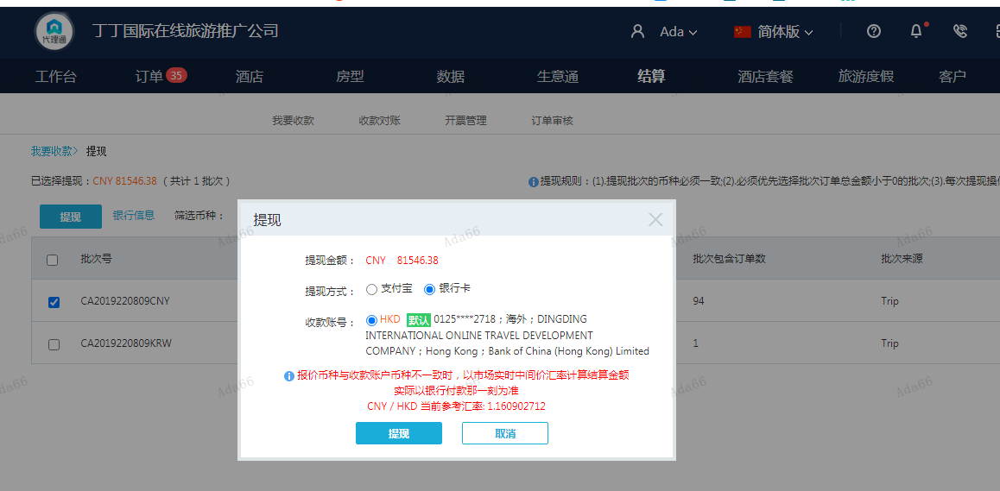 代理通
丁丁国际在线旅游推广公司
Ada
简体版
工作台
订单 35
酒店
房型
数据
生意通
结算
酒店套餐
旅游度假
客户
我要收款
收款对账
开票管理
订单审核
我要收款> 提现
已选择提现：CNY 81546.38（共计 1 批次）
提现规则：(1).提现批次的币种必须一致;(2).必须优先选择批次订单总金额小于0的批次;(3).每次提现操
提现
银行信息
筛选币种：
批次号
批次包含订单数
批次来源
CA2019220809CNY
94
Trip
CA2019220809KRW
1
Trip
提现
提现金额： CNY 81546.38
提现方式： 支付宝 银行卡
收款账号： HKD 默认 0125****2718；海外；DINGDING
INTERNATIONAL ONLINE TRAVEL DEVELOPMENT
COMPANY；Hong Kong；Bank of China (Hong Kong) Limited
报价币种与收款账户币种不一致时，以市场实时中间价汇率计算结算金额
实际以银行付款那一刻为准
CNY / HKD 当前参考汇率: 1.160902712
提现
取消
Ada66
Ada66
Ada66
Ada66
Ada66
Ada66
Ada66
Ada66
Ada66